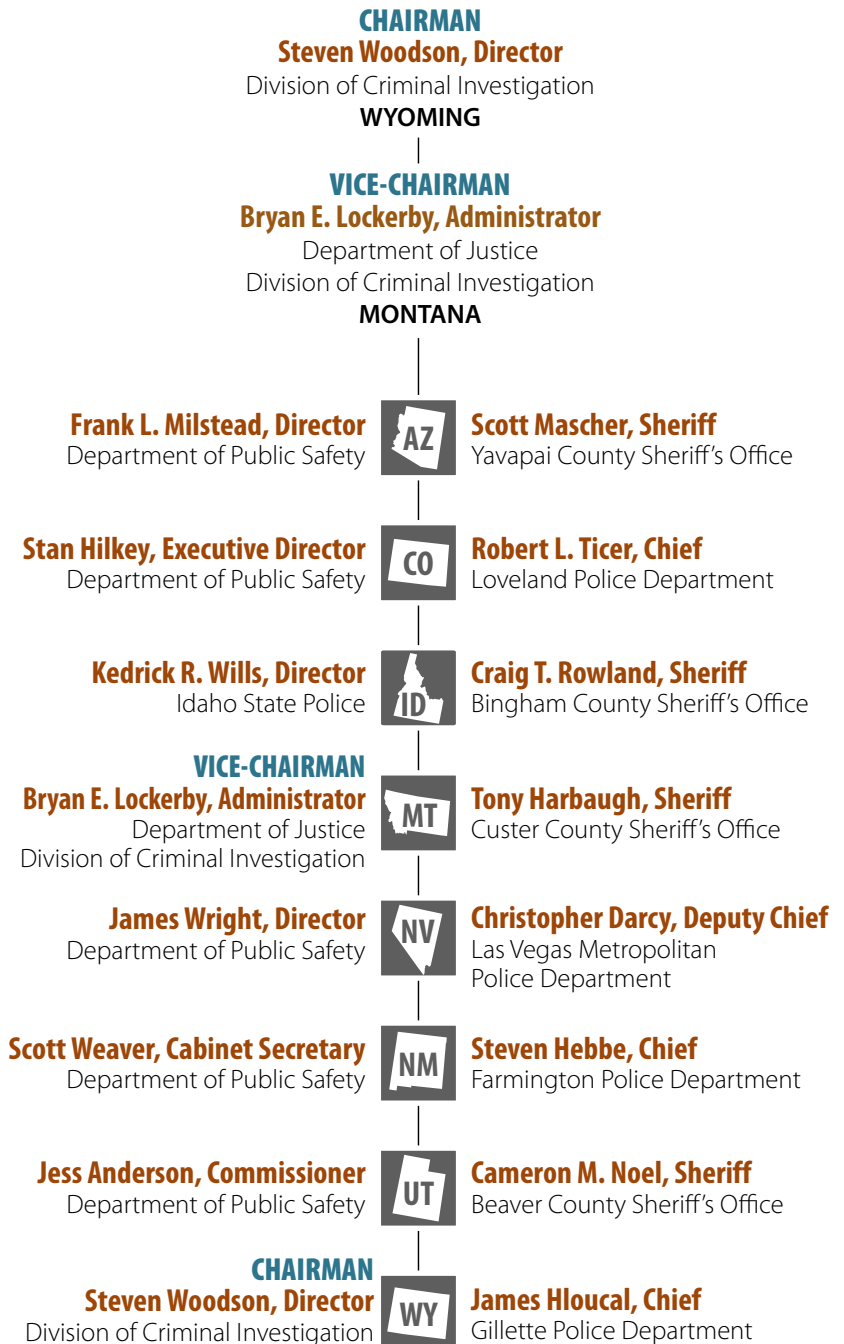 CHAIRMAN
Steven Woodson, Director
Division of Criminal Investigation
WYOMING
VICE-CHAIRMAN
Bryan E. Lockerby, Administrator
Department of Justice
Division of Criminal Investigation
MONTANA
Frank L. Milstead, Director
Department of Public Safety
AZ
Scott Mascher, Sheriff
Yavapai County Sheriff's Office
Stan Hilkey, Executive Director
Department of Public Safety
CO
Robert L. Ticer, Chief
Loveland Police Department
Kedrick R. Wills, Director
Idaho State Police
ID
Craig T. Rowland, Sheriff
Bingham County Sheriff's Office
VICE-CHAIRMAN
Bryan E. Lockerby, Administrator
Department of Justice
Division of Criminal Investigation
MT
Tony Harbaugh, Sheriff
Custer County Sheriff's Office
James Wright, Director
Department of Public Safety
NV
Christopher Darcy, Deputy Chief
Las Vegas Metropolitan
Police Department
Scott Weaver, Cabinet Secretary
Department of Public Safety
NM
Steven Hebbe, Chief
Farmington Police Department
Jess Anderson, Commissioner
Department of Public Safety
UT
Cameron M. Noel, Sheriff
Beaver County Sheriff's Office
CHAIRMAN
Steven Woodson, Director
Division of Criminal Investigation
WY
James Hloucal, Chief
Gillette Police Department